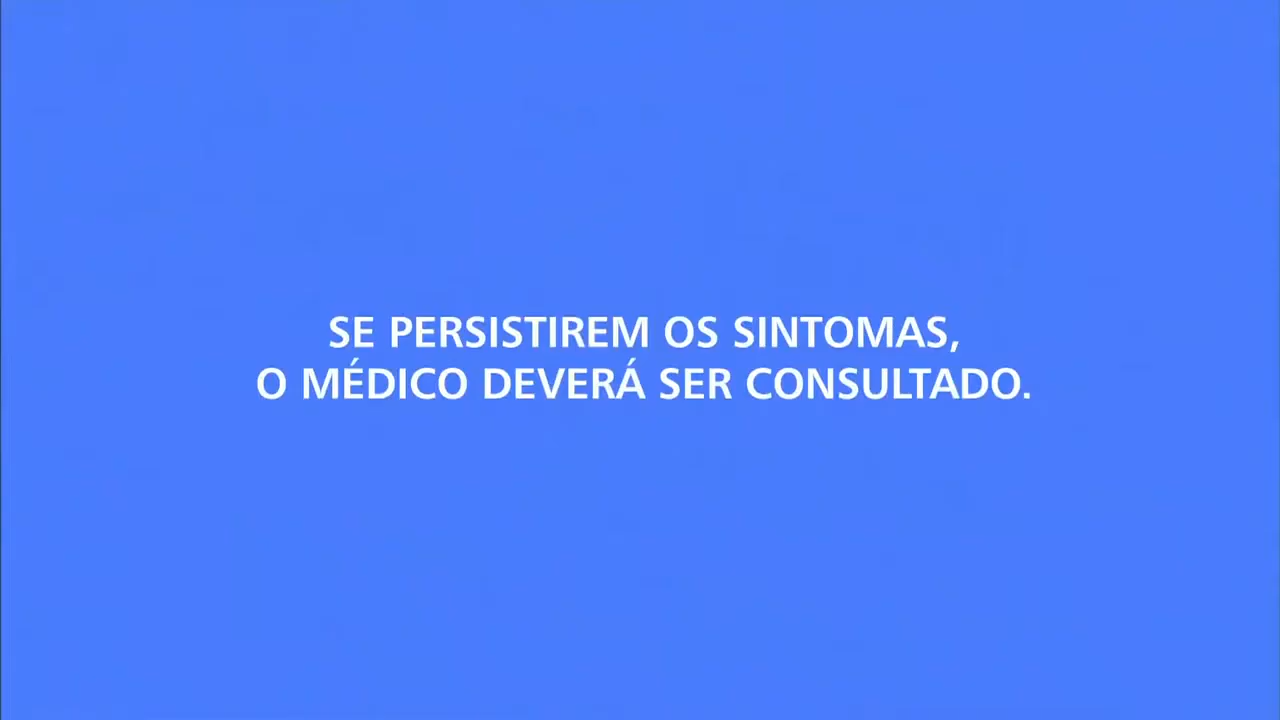 SE PERSISTIREM OS SINTOMAS,
O MÉDICO DEVERÁ SER CONSULTADO.